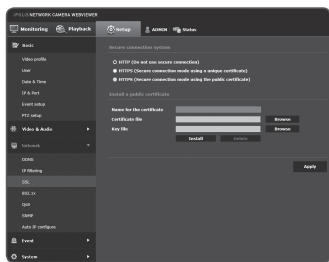 iPOLiS NETWORK CAMERA WEBVIEWER
Monitoring Playback Setup ADMIN Status
Basic
Video profile
User
Date & Time
IP & Port
Event setup
PTZ setup
Video & Audio
Network
DDNS
IP filtering
SSL
802.1x
QoS
SNMP
Auto IP configure
Event
System
Secure connection system
HTTP (Do not use secure connection)
HTTPS (Secure connection mode using a unique certificate)
HTTPS (Secure connection mode using the public certificate)
Install a public certificate
Name for the certificate
Certificate file Browse
Key file Browse
Install Delete
Apply